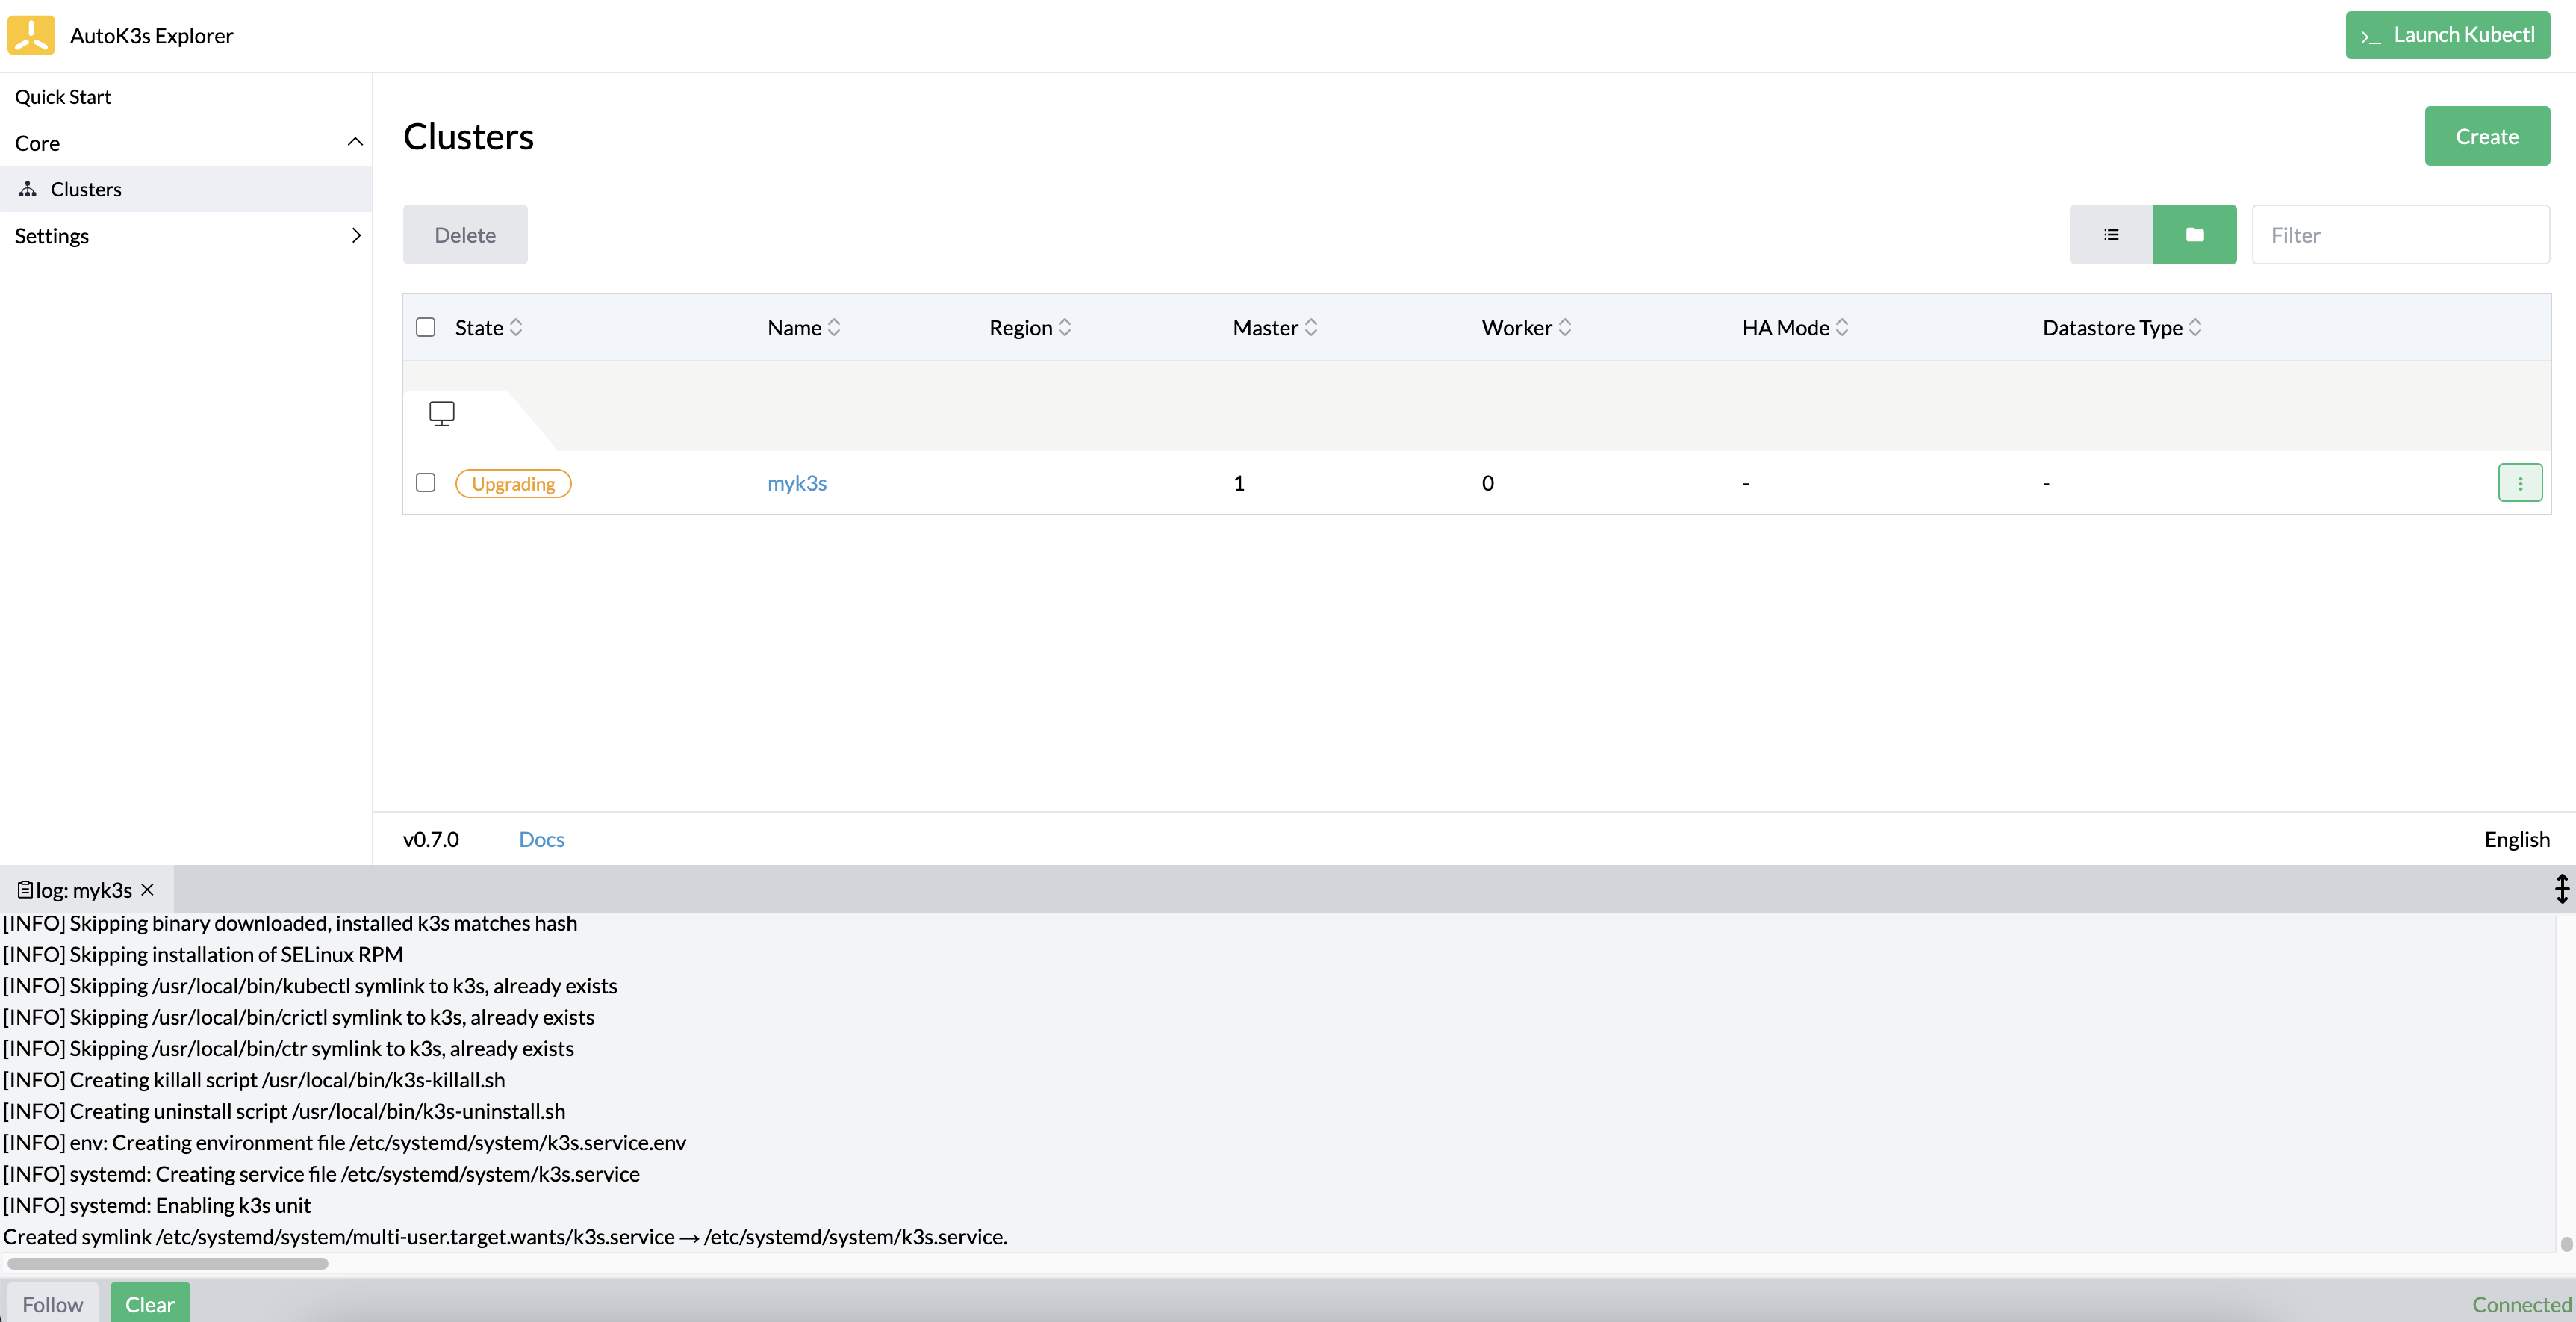 AutoK3s Explorer
>_ Launch Kubectl
Quick Start
Core
Clusters
Settings
Clusters
Create
Delete
Filter
State Name Region Master Worker HA Mode Datastore Type
Upgrading myk3s 1 0 - -
v0.7.0 Docs English
log: myk3s
[INFO] Skipping binary downloaded, installed k3s matches hash
[INFO] Skipping installation of SELinux RPM
[INFO] Skipping /usr/local/bin/kubectl symlink to k3s, already exists
[INFO] Skipping /usr/local/bin/crictl symlink to k3s, already exists
[INFO] Skipping /usr/local/bin/ctr symlink to k3s, already exists
[INFO] Creating killall script /usr/local/bin/k3s-killall.sh
[INFO] Creating uninstall script /usr/local/bin/k3s-uninstall.sh
[INFO] env: Creating environment file /etc/systemd/system/k3s.service.env
[INFO] systemd: Creating service file /etc/systemd/system/k3s.service
[INFO] systemd: Enabling k3s unit
Created symlink /etc/systemd/system/multi-user.target.wants/k3s.service → /etc/systemd/system/k3s.service.
Follow Clear Connected